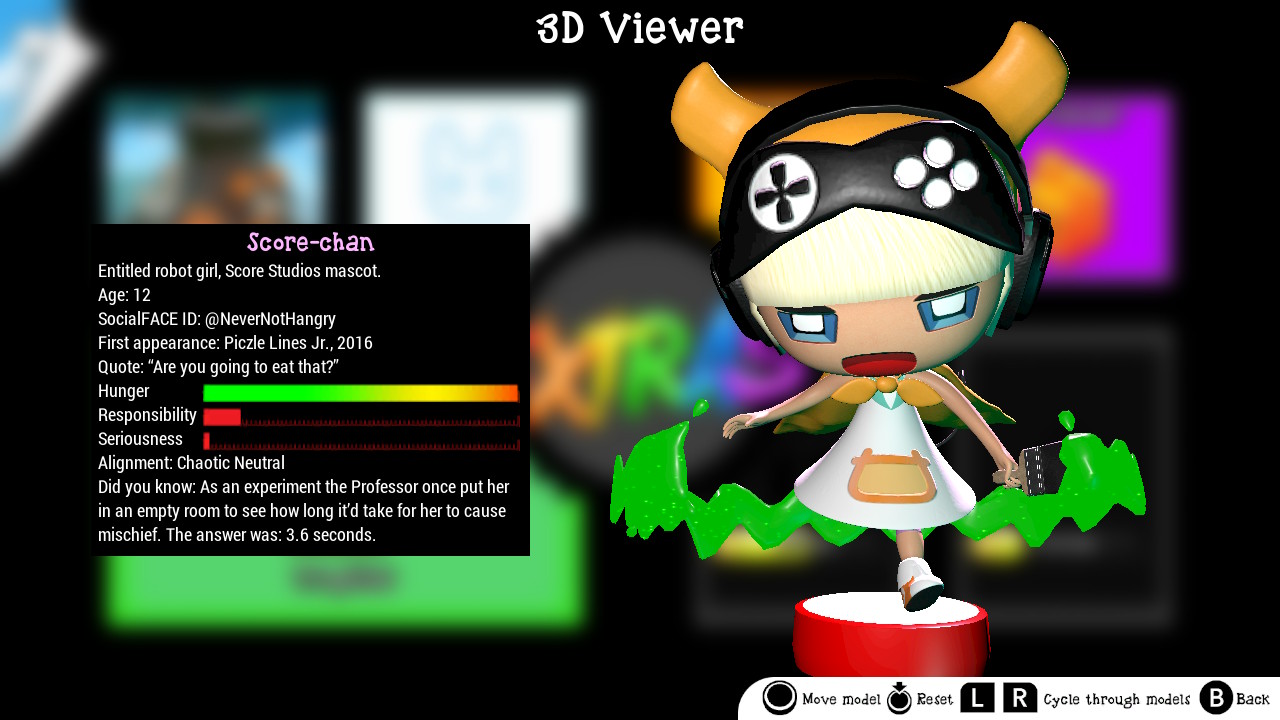 3D Viewer
Score-chan
Entitled robot girl, Score Studios mascot.
Age: 12
SocialFACE ID: @NeverNotHangry
First appearance: Piczle Lines Jr., 2016
Quote: “Are you going to eat that?”
Hunger
Responsibility
Seriousness
Alignment: Chaotic Neutral
Did you know: As an experiment the Professor once put her
in an empty room to see how long it’d take for her to cause
mischief. The answer was: 3.6 seconds.
Move model Reset L R Cycle through models B Back